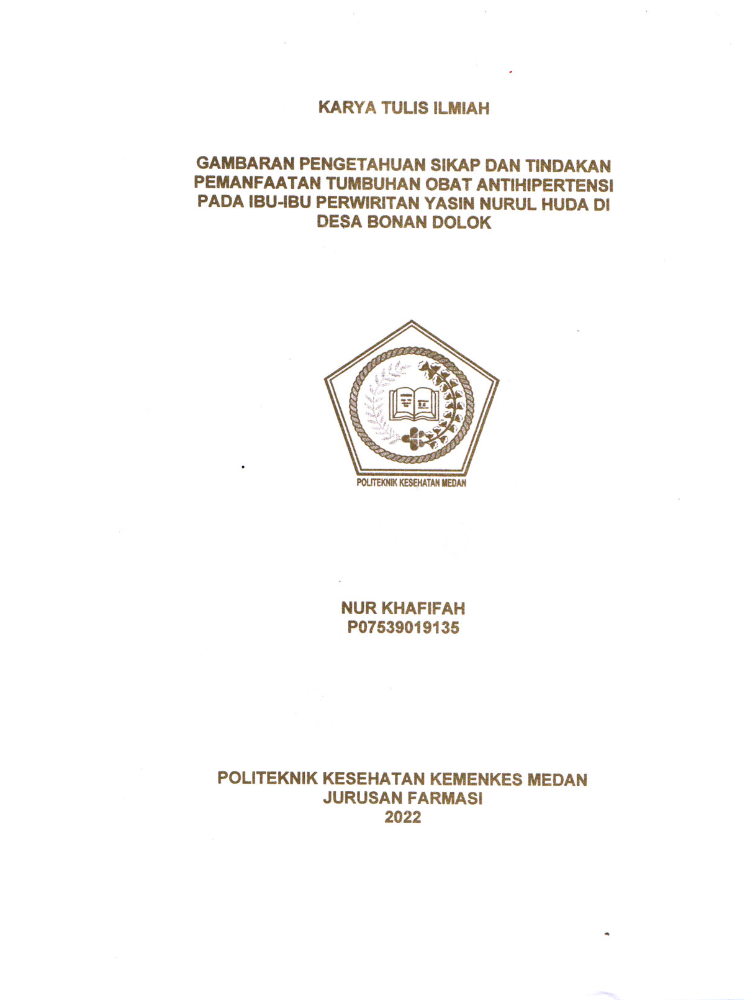 KARYA TULIS ILMIAH
GAMBARAN PENGETAHUAN SIKAP DAN TINDAKAN
PEMANFAATAN TUMBUHAN OBAT ANTIHIPERTENSI
PADA IBU-IBU PERWIRITAN YASIN NURUL HUDA DI
DESA BONAN DOLOK
POLITEKNIK KESEHATAN MEDAN
NUR KHAFIFAH
P07539019135
POLITEKNIK KESEHATAN KEMENKES MEDAN
JURUSAN FARMASI
2022